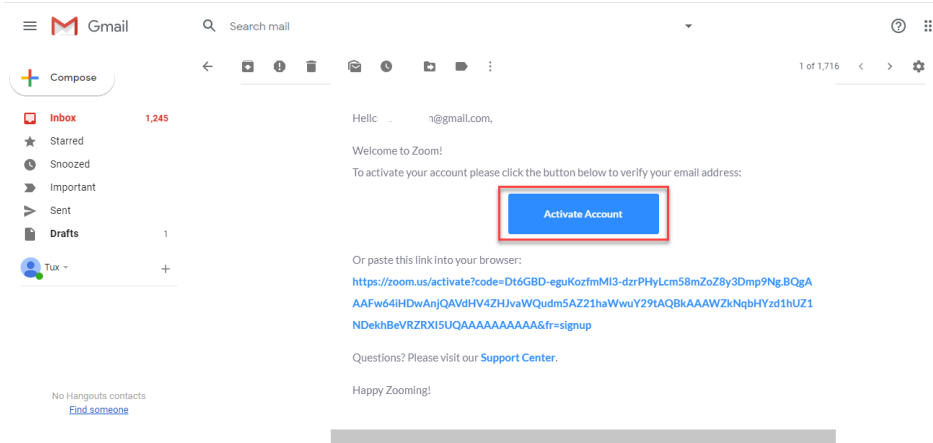 Gmail
Search mail
Compose
1 of 1,716
Inbox 1,245
Starred
Snoozed
Important
Sent
Drafts 1
Tux
No Hangouts contacts
Find someone
n@gmail.com,
Welcome to Zoom!
To activate your account please click the button below to verify your email address:
Activate Account
Or paste this link into your browser:
https://zoom.us/activate?code=Dt6GBD-eguKozfmMI3-dzrPHyLcm58mZoZ8y3Dmp9Ng.BQgA
AAFw64iHDwAnjQAVdHV4ZHJvaWQudm5AZ21haWwuY29tAQBkAAAWZkNqbHYzd1hUZ1
NDekhBeVRZRXI5UQAAAAAAAAAA&fr=signup
Questions? Please visit our Support Center.
Happy Zooming!